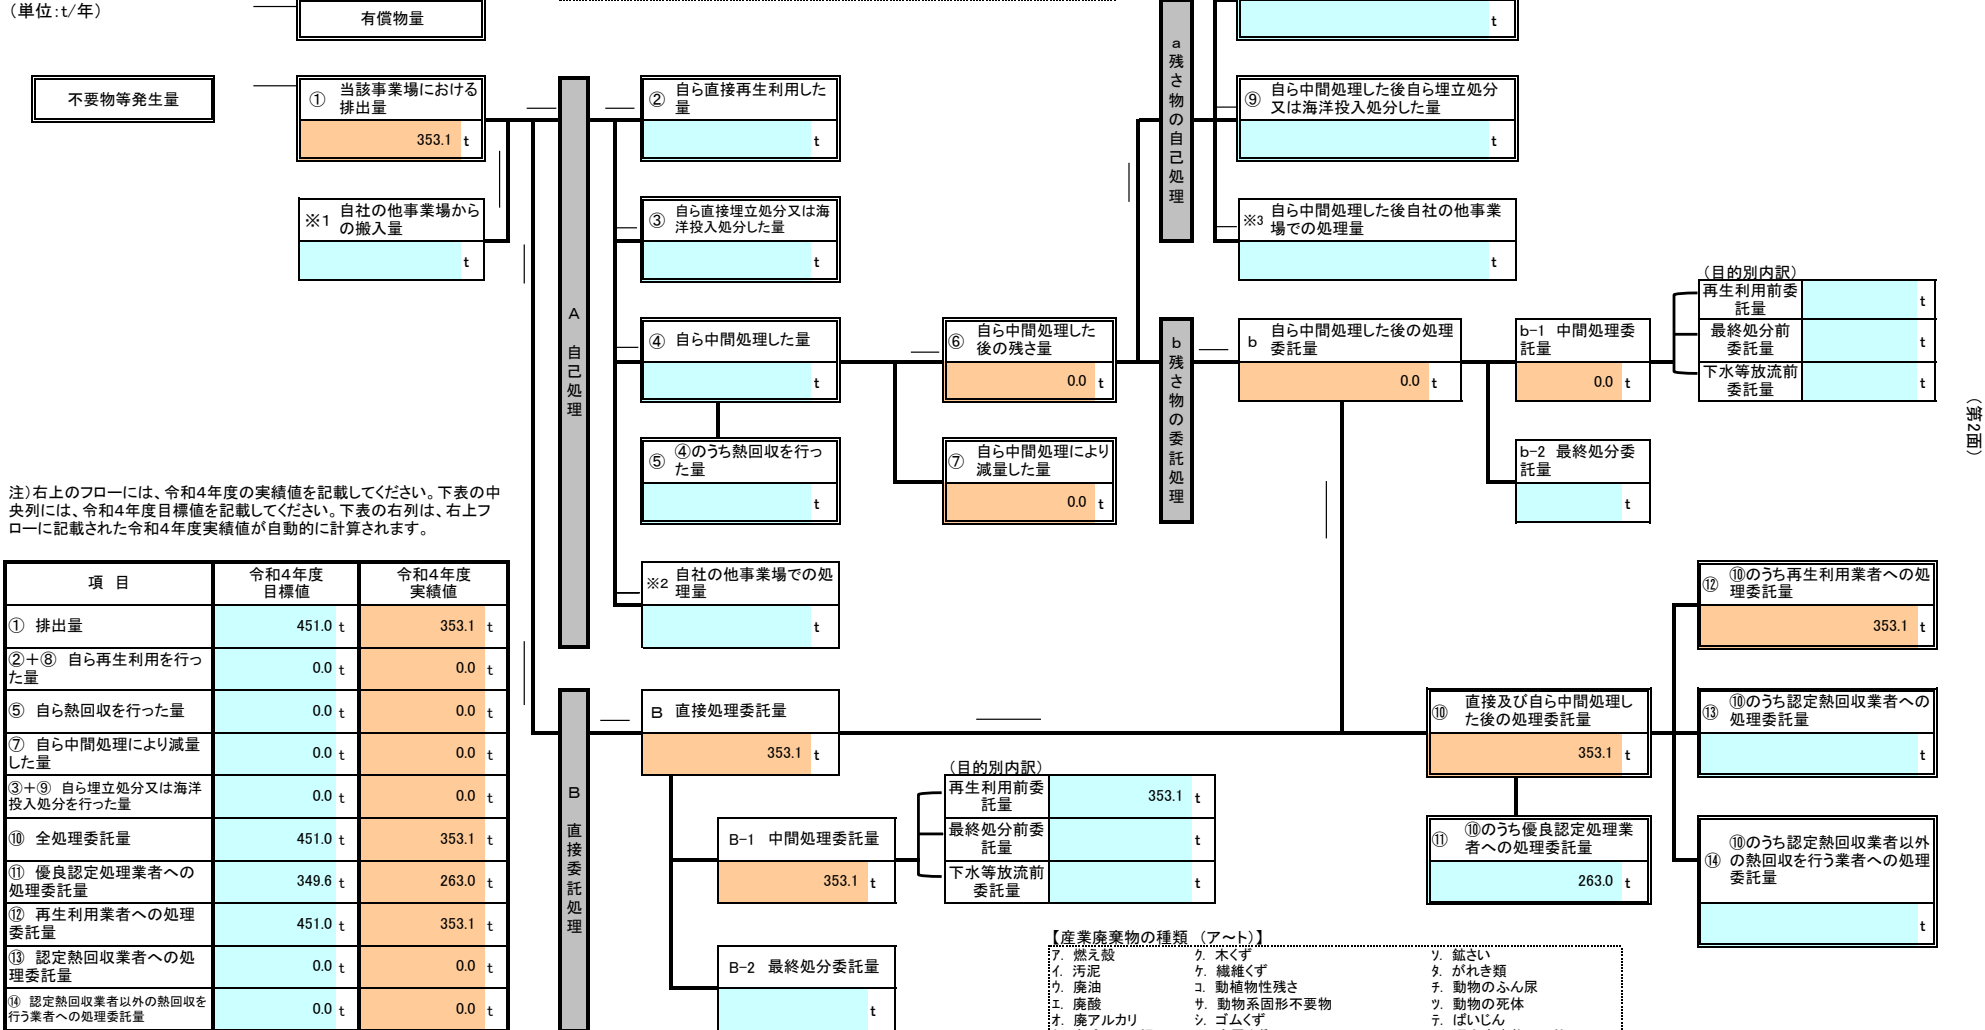 （単位：t/年）
有償物量
t
不要物等発生量
① 当該事業場における
排出量
353.1 t
※1 自社の他事業場から
の搬入量
t
A 自己処理
② 自ら直接再生利用した
量
t
③ 自ら直接埋立処分又は海
洋投入処分した量
t
④ 自ら中間処理した量
t
⑤ ④のうち熱回収を行っ
た量
t
※2 自社の他事業場での処
理量
t
⑥ 自ら中間処理した
後の残さ量
0.0 t
⑦ 自ら中間処理により
減量した量
0.0 t
a 残さ物の自己処理
⑨ 自ら中間処理した後自ら埋立処分
又は海洋投入処分した量
t
※3 自ら中間処理した後自社の他事業
場での処理量
t
b 残さ物の委託処理
b 自ら中間処理した後の処理
委託量
0.0 t
b-1 中間処理委
託量
0.0 t
b-2 最終処分委
託量
t
（目的別内訳）
再生利用前委
託量
t
最終処分前
委託量
t
下水等放流前
委託量
t
（第2面）
注）右上のフローには、令和４年度の実績値を記載してください。下表の中
央列には、令和４年度目標値を記載してください。下表の右列は、右上フ
ローに記載された令和４年度実績値が自動的に計算されます。
項 目 令和４年度
目標値 令和４年度
実績値
① 排出量 451.0 t 353.1 t
②＋⑧ 自ら再生利用を行っ
た量 0.0 t 0.0 t
⑤ 自ら熱回収を行った量 0.0 t 0.0 t
⑦ 自ら中間処理により減量
した量 0.0 t 0.0 t
③＋⑨ 自ら埋立処分又は海洋
投入処分を行った量 0.0 t 0.0 t
⑩ 全処理委託量 451.0 t 353.1 t
⑪ 優良認定処理業者への
処理委託量 349.6 t 263.0 t
⑫ 再生利用業者への処理
委託量 451.0 t 353.1 t
⑬ 認定熱回収業者への処
理委託量 0.0 t 0.0 t
⑭ 認定熱回収業者以外の熱回収を
行う業者への処理委託量 0.0 t 0.0 t
B 直接委託処理
B 直接処理委託量
353.1 t
B-1 中間処理委託量
353.1 t
B-2 最終処分委託量
t
（目的別内訳）
再生利用前委
託量
353.1 t
最終処分前委
託量
t
下水等放流前
委託量
t
⑩ 直接及び自ら中間処理し
た後の処理委託量
353.1 t
⑪ ⑩のうち優良認定処理業
者への処理委託量
263.0 t
⑫ ⑩のうち再生利用業者への処
理委託量
353.1 t
⑬ ⑩のうち認定熱回収業者への
処理委託量
t
⑭ ⑩のうち認定熱回収業者以外
の熱回収を行う業者への処理
委託量
t
【産業廃棄物の種類 （ア～ト）】
ア. 燃え殻 ク. 木くず ソ. 鉱さい
イ. 汚泥 ケ. 繊維くず タ. がれき類
ウ. 廃油 コ. 動植物性残さ チ. 動物のふん尿
エ. 廃酸 サ. 動物系固形不要物 ツ. 動物の死体
オ. 廃アルカリ シ. ゴムくず テ. ばいじん